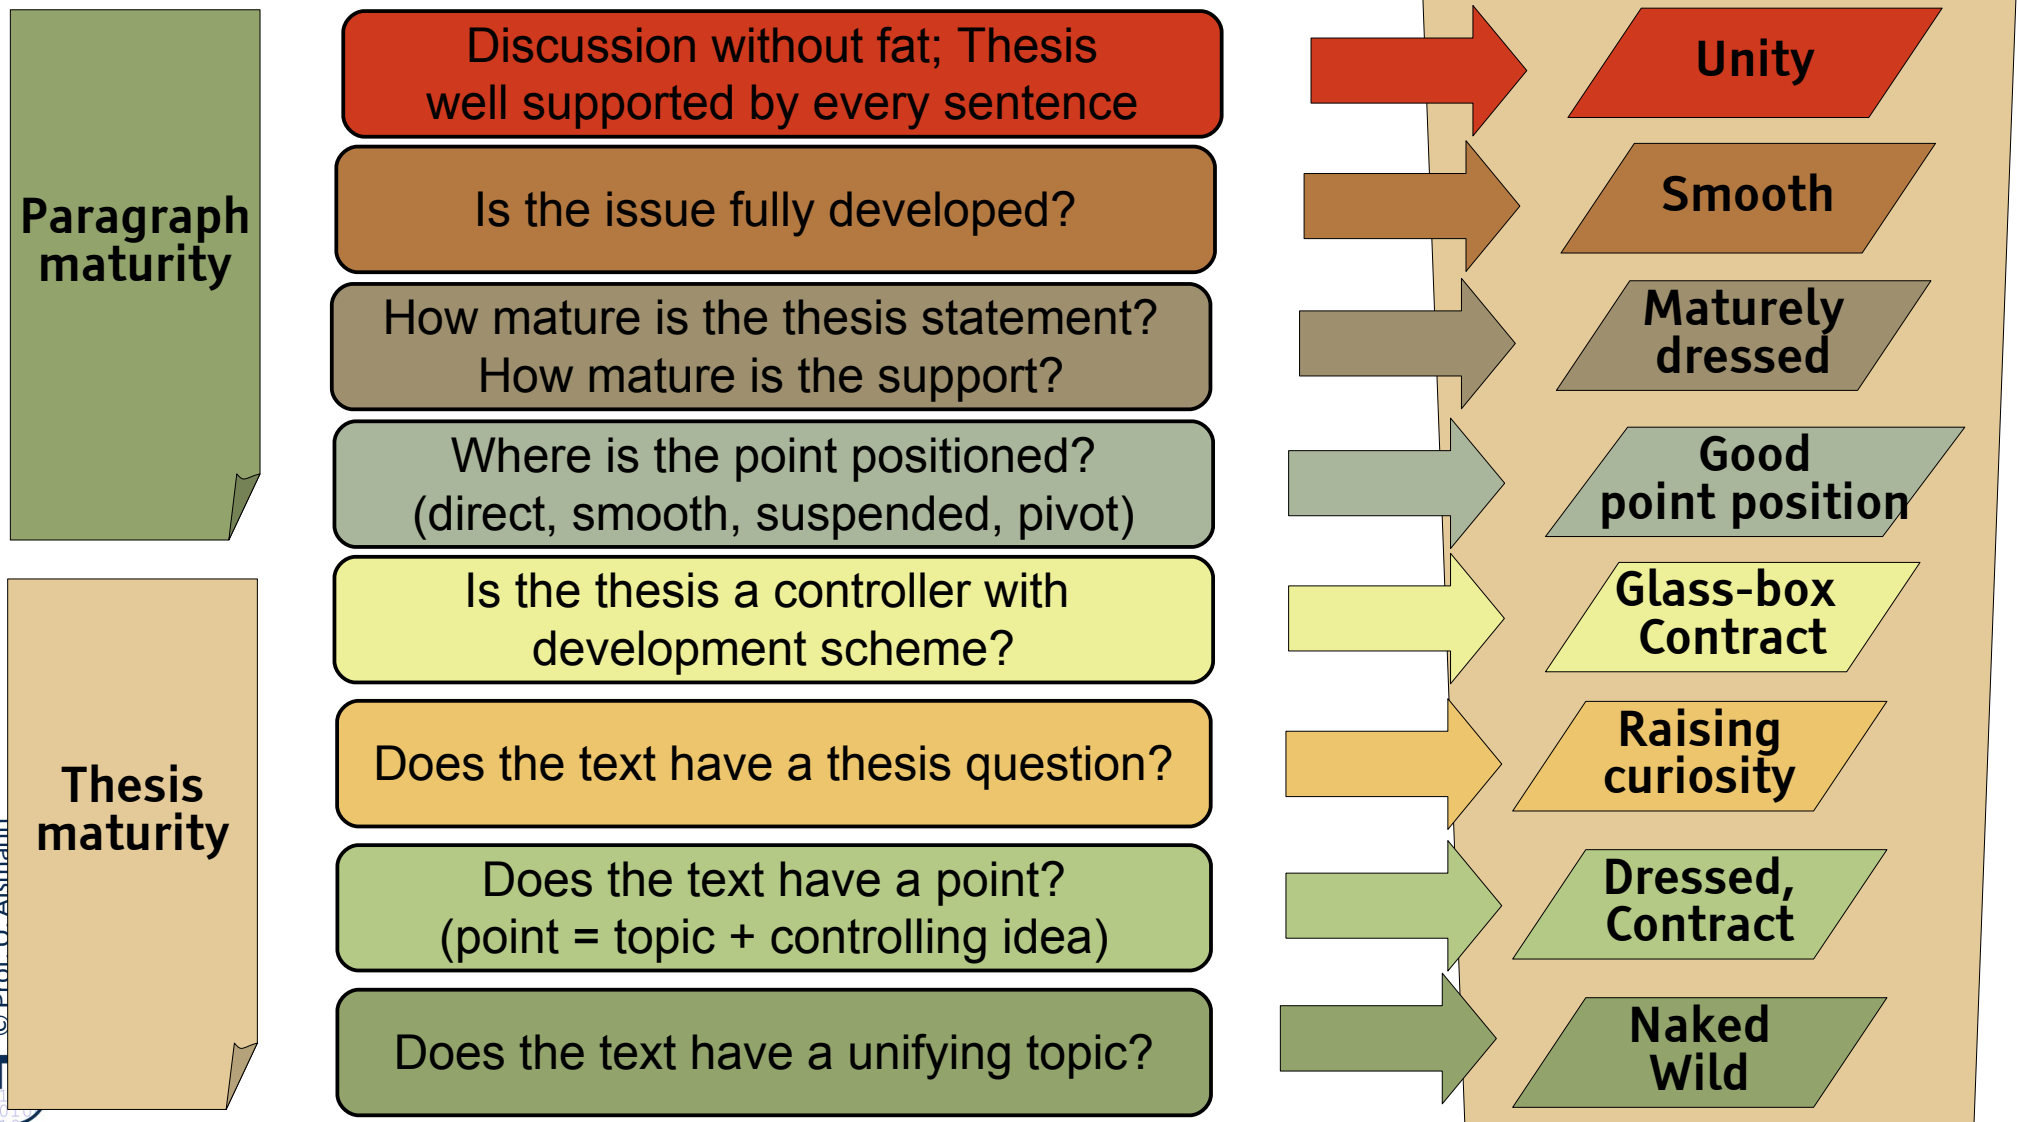 Paragraph
maturity
Discussion without fat; Thesis
well supported by every sentence
Unity
Is the issue fully developed?
Smooth
How mature is the thesis statement?
How mature is the support?
Maturely
dressed
Where is the point positioned?
(direct, smooth, suspended, pivot)
Good
point position
Thesis
maturity
Is the thesis a controller with
development scheme?
Glass-box
Contract
Does the text have a thesis question?
Raising
curiosity
Does the text have a point?
(point = topic + controlling idea)
Dressed,
Contract
Does the text have a unifying topic?
Naked
Wild